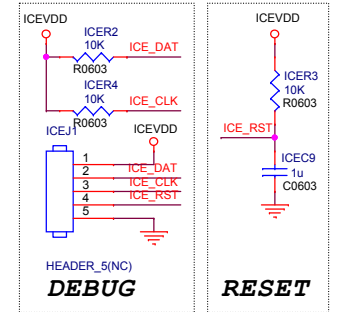 ICEVDD
ICER2
10K
ICE_DAT
R0603
ICER4
10K
ICE_CLK
R0603
ICEJ1
ICEVDD
1
2
ICE_DAT
3
ICE_CLK
4
ICE_RST
5
HEADER_5(NC)
DEBUG
ICEVDD
ICER3
10K
R0603
ICE_RST
ICEC9
1u
C0603
RESET